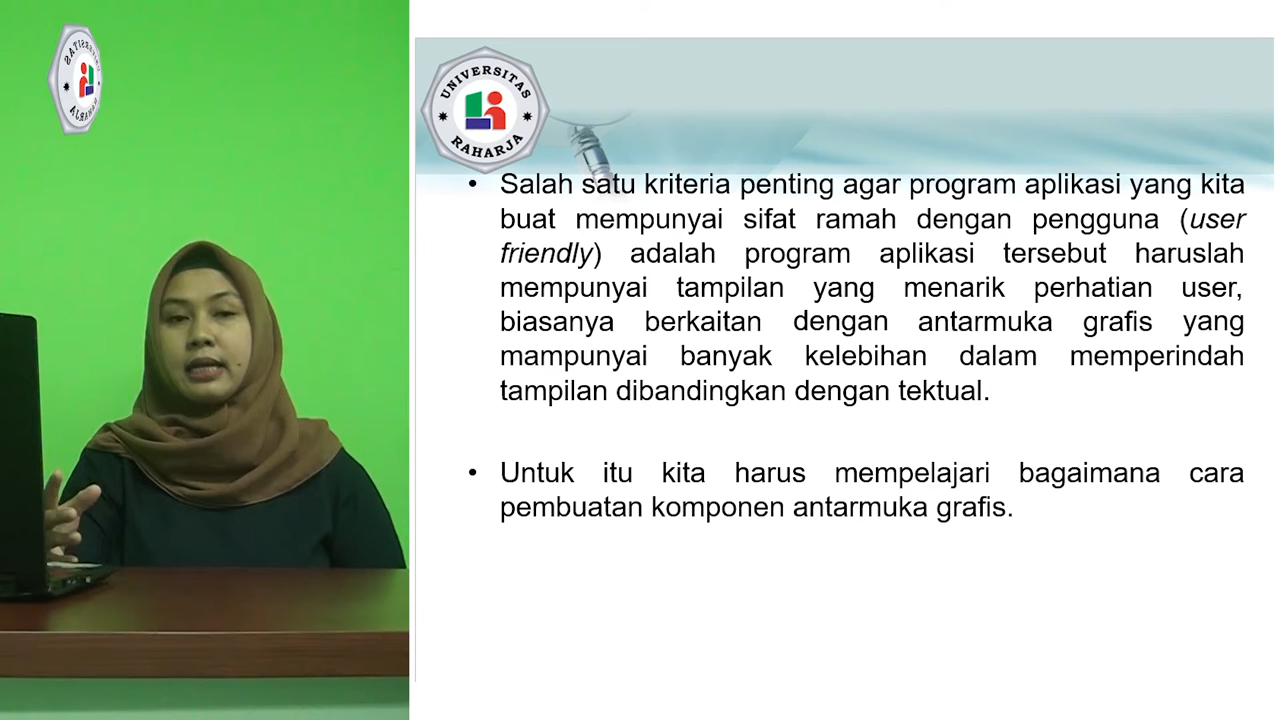 UNIVERSITAS
RAHARJA
UNIVERSITAS
RAHARJA
• Salah satu kriteria penting agar program aplikasi yang kita
buat mempunyai sifat ramah dengan pengguna (user
friendly) adalah program aplikasi tersebut haruslah
mempunyai tampilan yang menarik perhatian user,
biasanya berkaitan dengan antarmuka grafis yang
mampunyai banyak kelebihan dalam memperindah
tampilan dibandingkan dengan tektual.
• Untuk itu kita harus mempelajari bagaimana cara
pembuatan komponen antarmuka grafis.